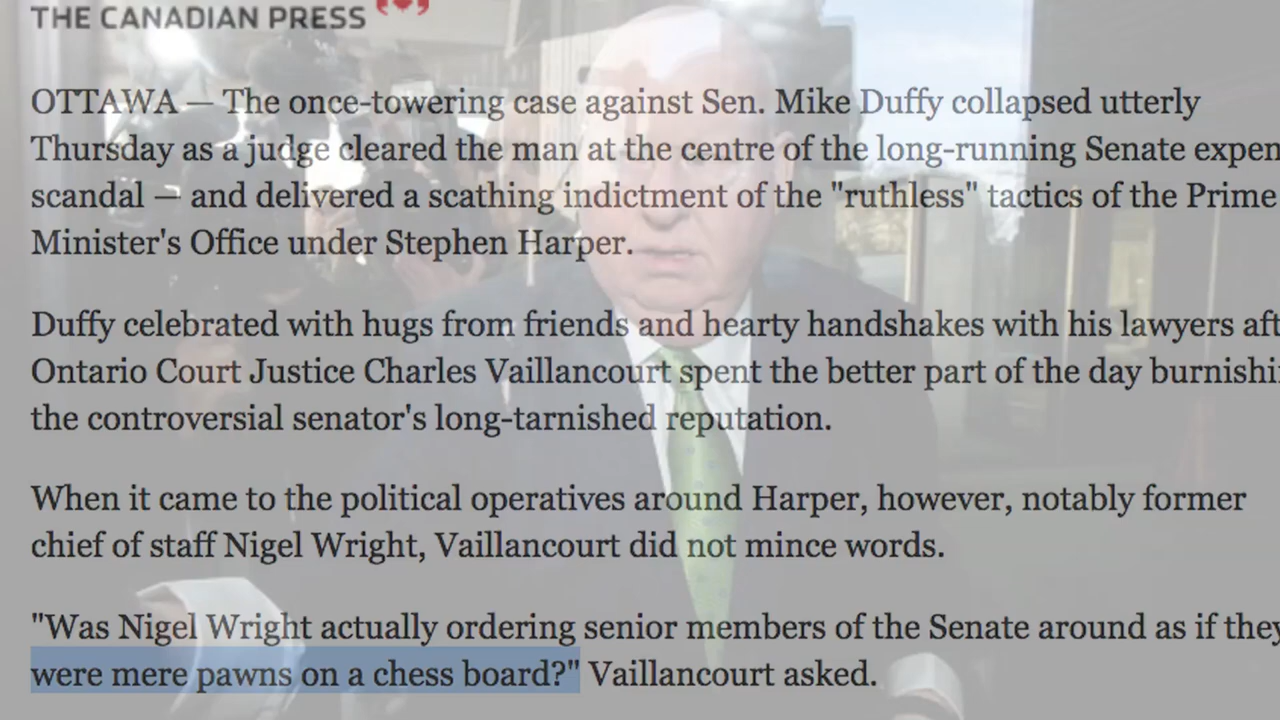 THE CANADIAN PRESS
OTTAWA — The once-towering case against Sen. Mike Duffy collapsed utterly
Thursday as a judge cleared the man at the centre of the long-running Senate expen
scandal — and delivered a scathing indictment of the "ruthless" tactics of the Prime
Minister's Office under Stephen Harper.
Duffy celebrated with hugs from friends and hearty handshakes with his lawyers aft
Ontario Court Justice Charles Vaillancourt spent the better part of the day burnishi
the controversial senator's long-tarnished reputation.
When it came to the political operatives around Harper, however, notably former
chief of staff Nigel Wright, Vaillancourt did not mince words.
"Was Nigel Wright actually ordering senior members of the Senate around as if they
were mere pawns on a chess board?" Vaillancourt asked.